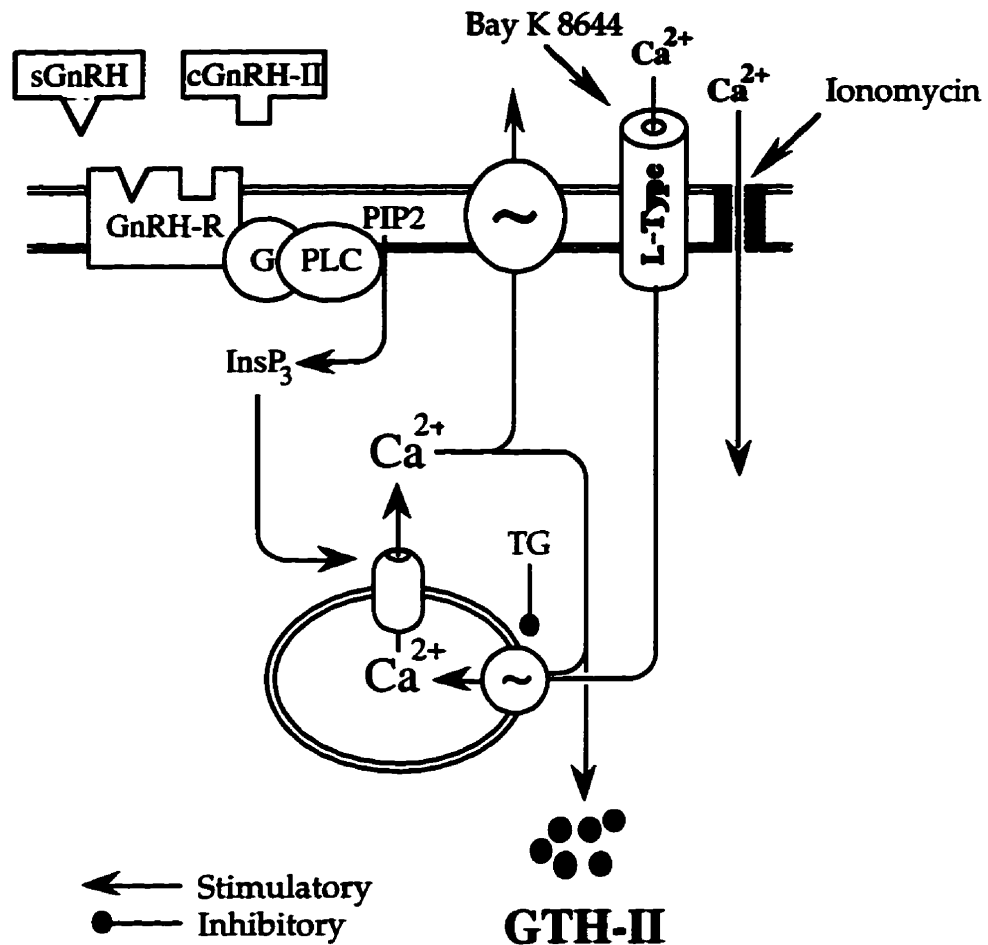 Bay K 8644
Ca2+
sGnRH
cGnRH-II
Ca2+
Ionomycin
GnRH-R
G
PLC
PIP2
~
L-Type
InsP3
Ca2+
TG
Ca2+
~
Stimulatory
Inhibitory
GTH-II